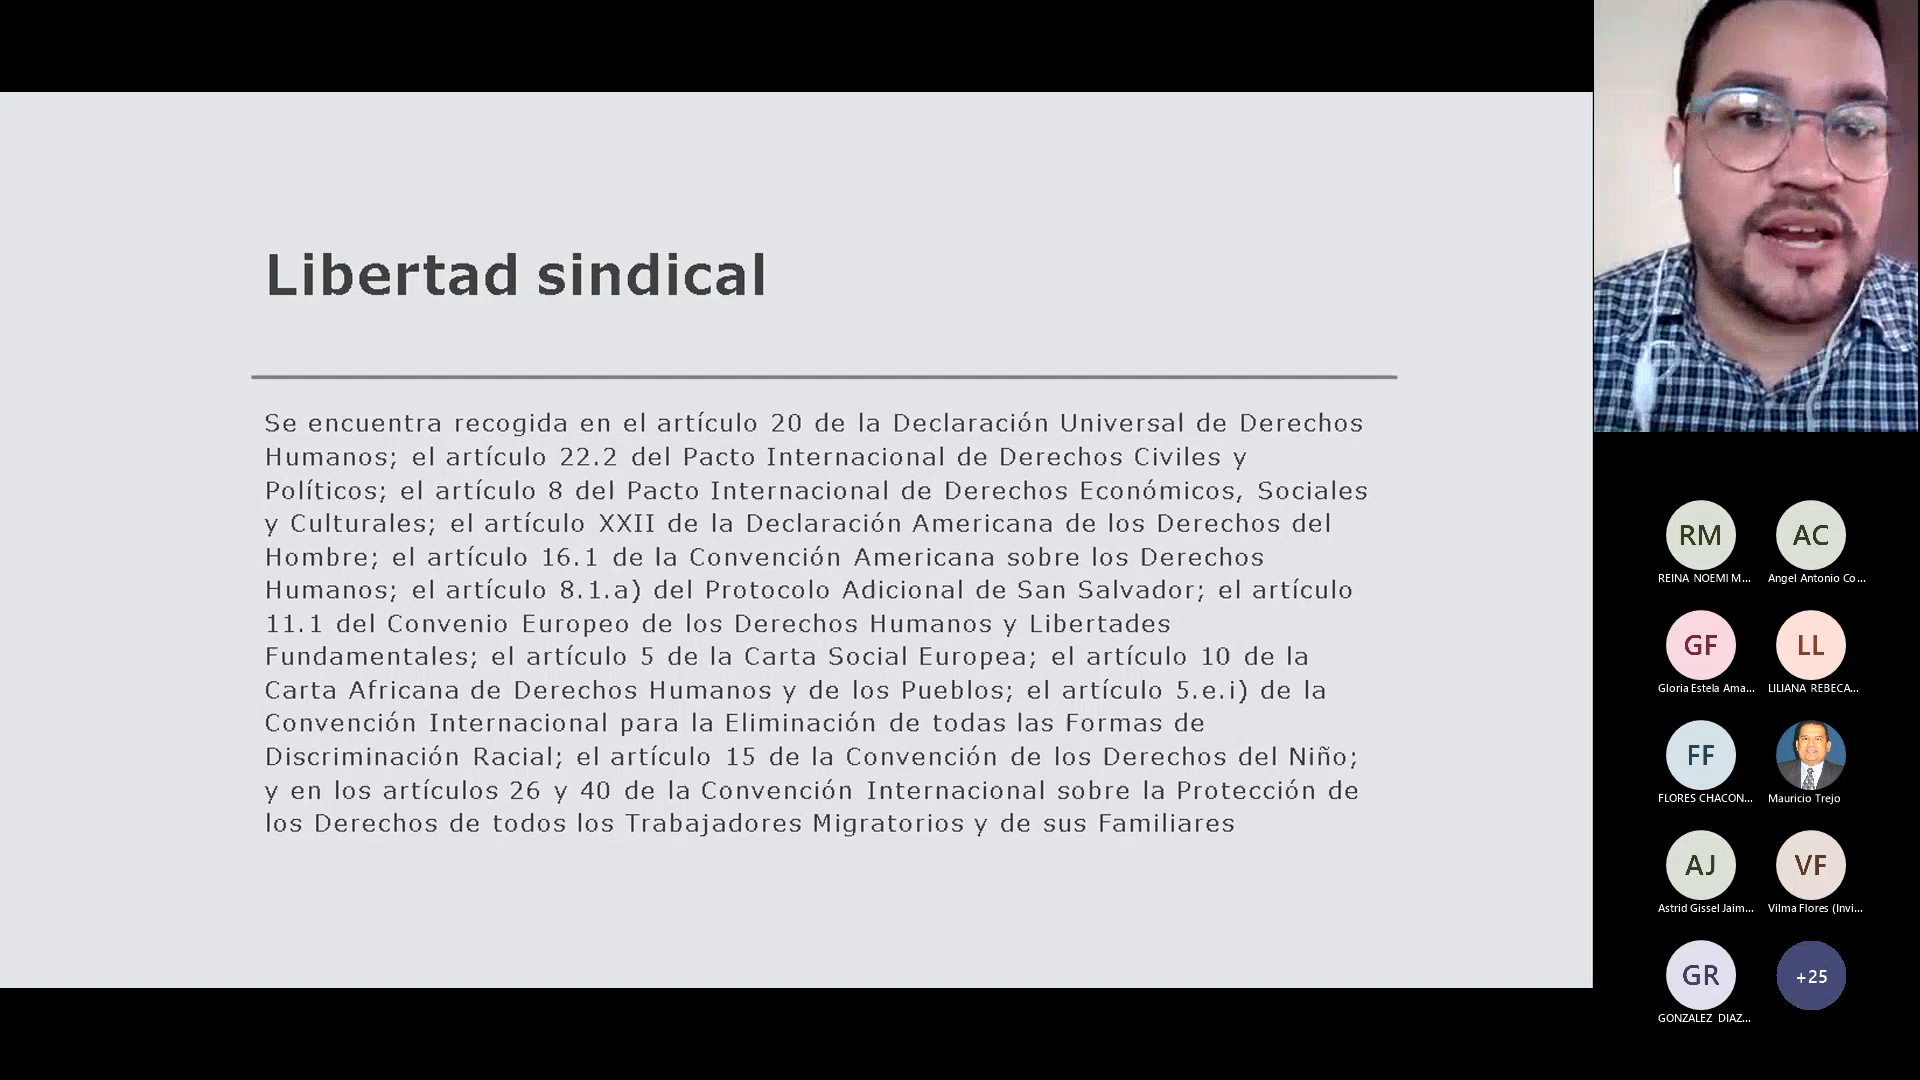 Libertad sindical
Se encuentra recogida en el artículo 20 de la Declaración Universal de Derechos
Humanos; el artículo 22.2 del Pacto Internacional de Derechos Civiles y
Políticos; el artículo 8 del Pacto Internacional de Derechos Económicos, Sociales
y Culturales; el artículo XXII de la Declaración Americana de los Derechos del
Hombre; el artículo 16.1 de la Convención Americana sobre los Derechos
Humanos; el artículo 8.1.a) del Protocolo Adicional de San Salvador; el artículo
11.1 del Convenio Europeo de los Derechos Humanos y Libertades
Fundamentales; el artículo 5 de la Carta Social Europea; el artículo 10 de la
Carta Africana de Derechos Humanos y de los Pueblos; el artículo 5.e.i) de la
Convención Internacional para la Eliminación de todas las Formas de
Discriminación Racial; el artículo 15 de la Convención de los Derechos del Niño;
y en los artículos 26 y 40 de la Convención Internacional sobre la Protección de
los Derechos de todos los Trabajadores Migratorios y de sus Familiares
RM
AC
REINA NOEMI M...
Angel Antonio Co...
GF
LL
Gloria Estela Ama...
LILIANA REBECA...
FF
FLORES CHACON...
Mauricio Trejo
AJ
VF
Astrid Gissel Jaim...
Vilma Flores (Invi...
GR
+25
GONZALEZ DIAZ...